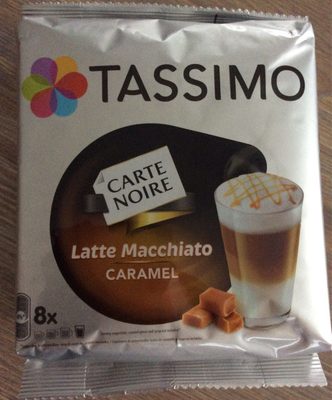 TASSIMO
CARTE
NOIRE
Latte Macchiato
CARAMEL
8x